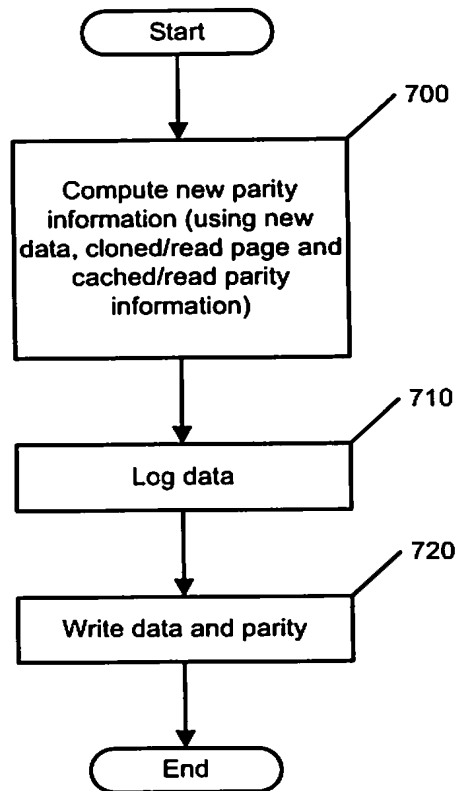 Start
700
Compute new parity
information (using new
data, cloned/read page and
cached/read parity
information)
710
Log data
720
Write data and parity
End